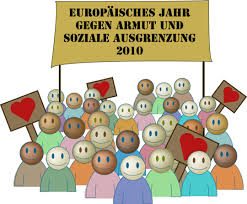 EUROPÄISCHES JAHR
GEGEN ARMUT UND
SOZIALE AUSGRENZUNG
2010